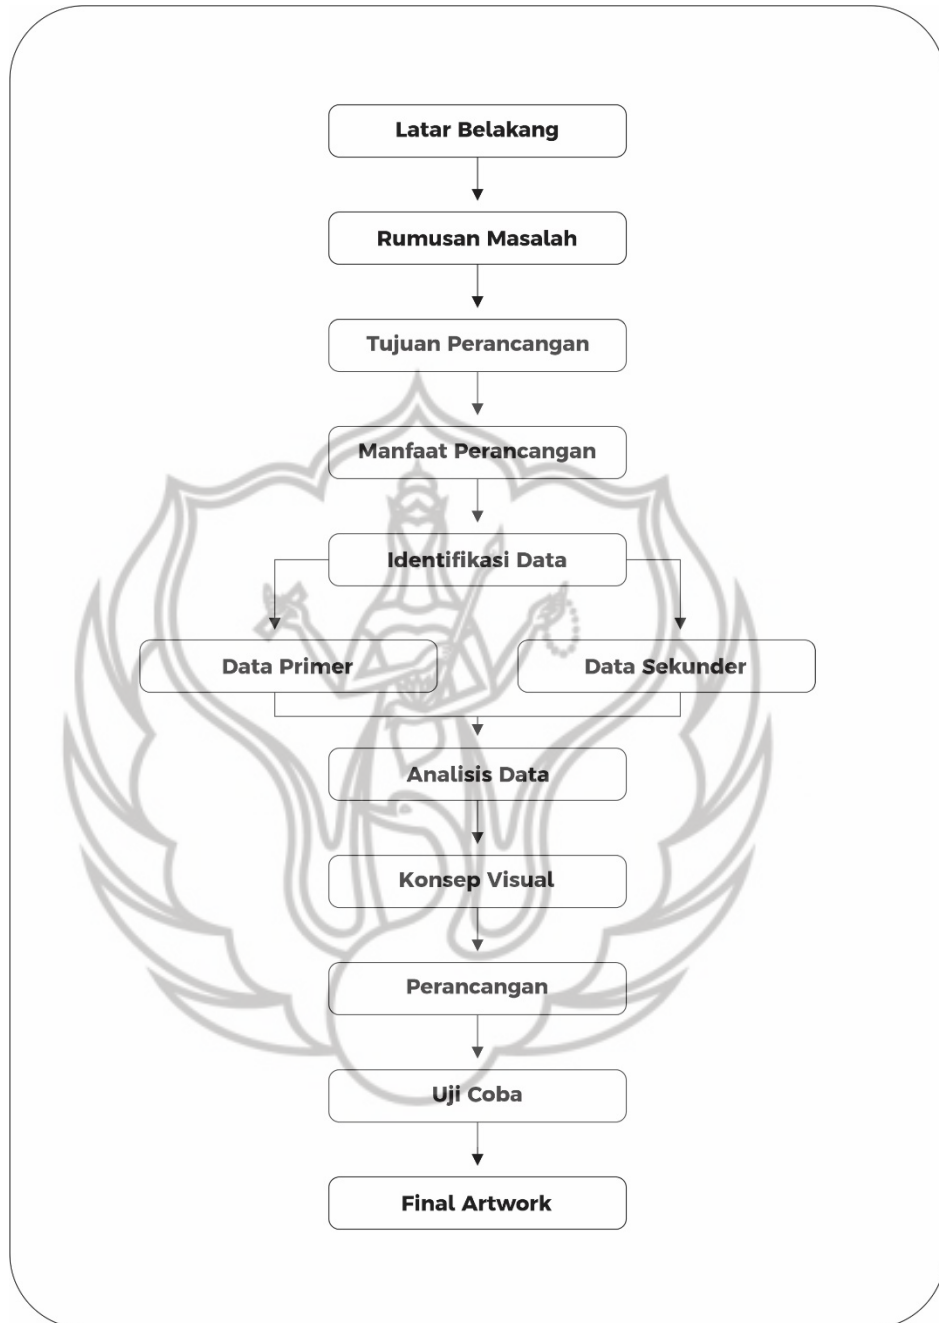 Latar Belakang
Rumusan Masalah
Tujuan Perancangan
Manfaat Perancangan
Identifikasi Data
Data Primer
Data Sekunder
Analisis Data
Konsep Visual
Perancangan
Uji Coba
Final Artwork